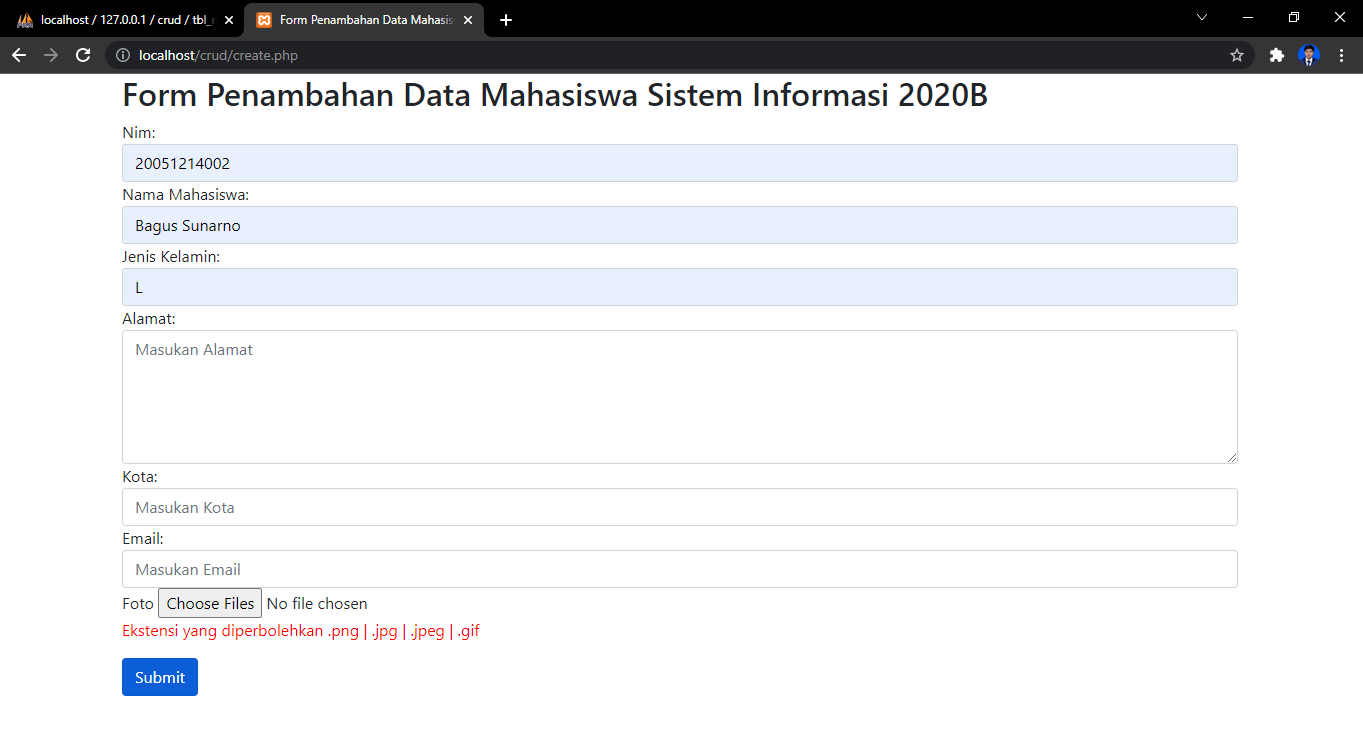 localhost / 127.0.0.1 / crud / tbl_
Form Penambahan Data Mahasis
localhost/crud/create.php
Form Penambahan Data Mahasiswa Sistem Informasi 2020B
Nim:
20051214002
Nama Mahasiswa:
Bagus Sunarno
Jenis Kelamin:
L
Alamat:
Masukan Alamat
Kota:
Masukan Kota
Email:
Masukan Email
Foto Choose Files No file chosen
Ekstensi yang diperbolehkan .png | .jpg | .jpeg | .gif
Submit